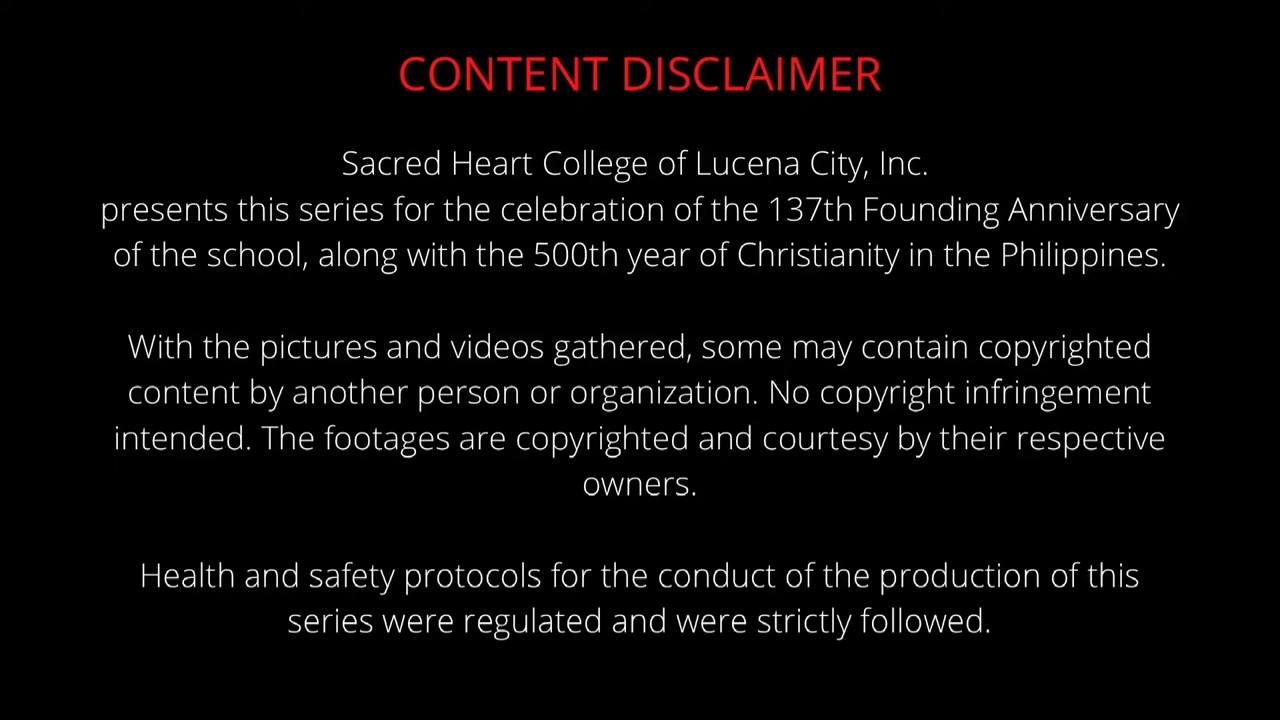 CONTENT DISCLAIMER
Sacred Heart College of Lucena City, Inc.
presents this series for the celebration of the 137th Founding Anniversary
of the school, along with the 500th year of Christianity in the Philippines.
With the pictures and videos gathered, some may contain copyrighted
content by another person or organization. No copyright infringement
intended. The footages are copyrighted and courtesy by their respective
owners.
Health and safety protocols for the conduct of the production of this
series were regulated and were strictly followed.